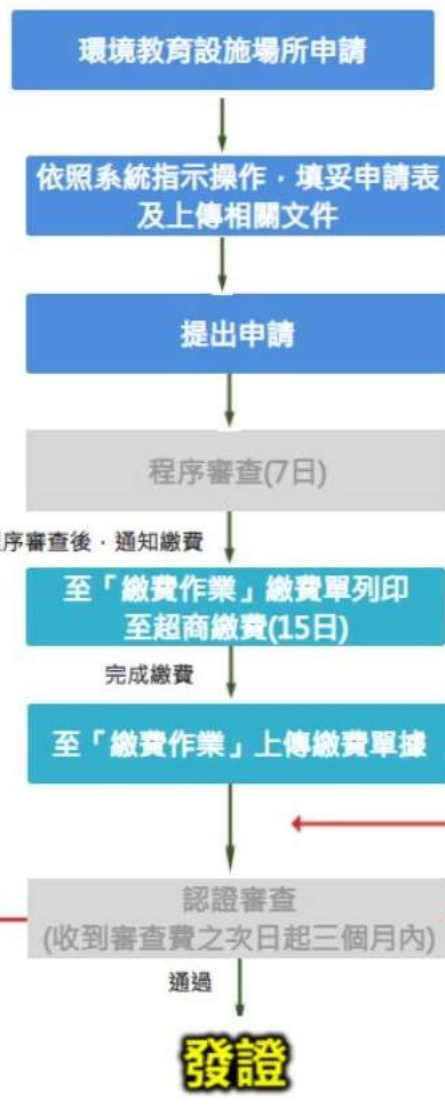 環境教育設施場所申請
依照系統指示操作，填妥申請表
及上傳相關文件
提出申請
程序審查(7日)
序審查後，通知繳費
至「繳費作業」繳費單列印
至超商繳費(15日)
完成繳費
至「繳費作業」上傳繳費單據
認證審查
(收到審查費之次日起三個月內)
通過
發證